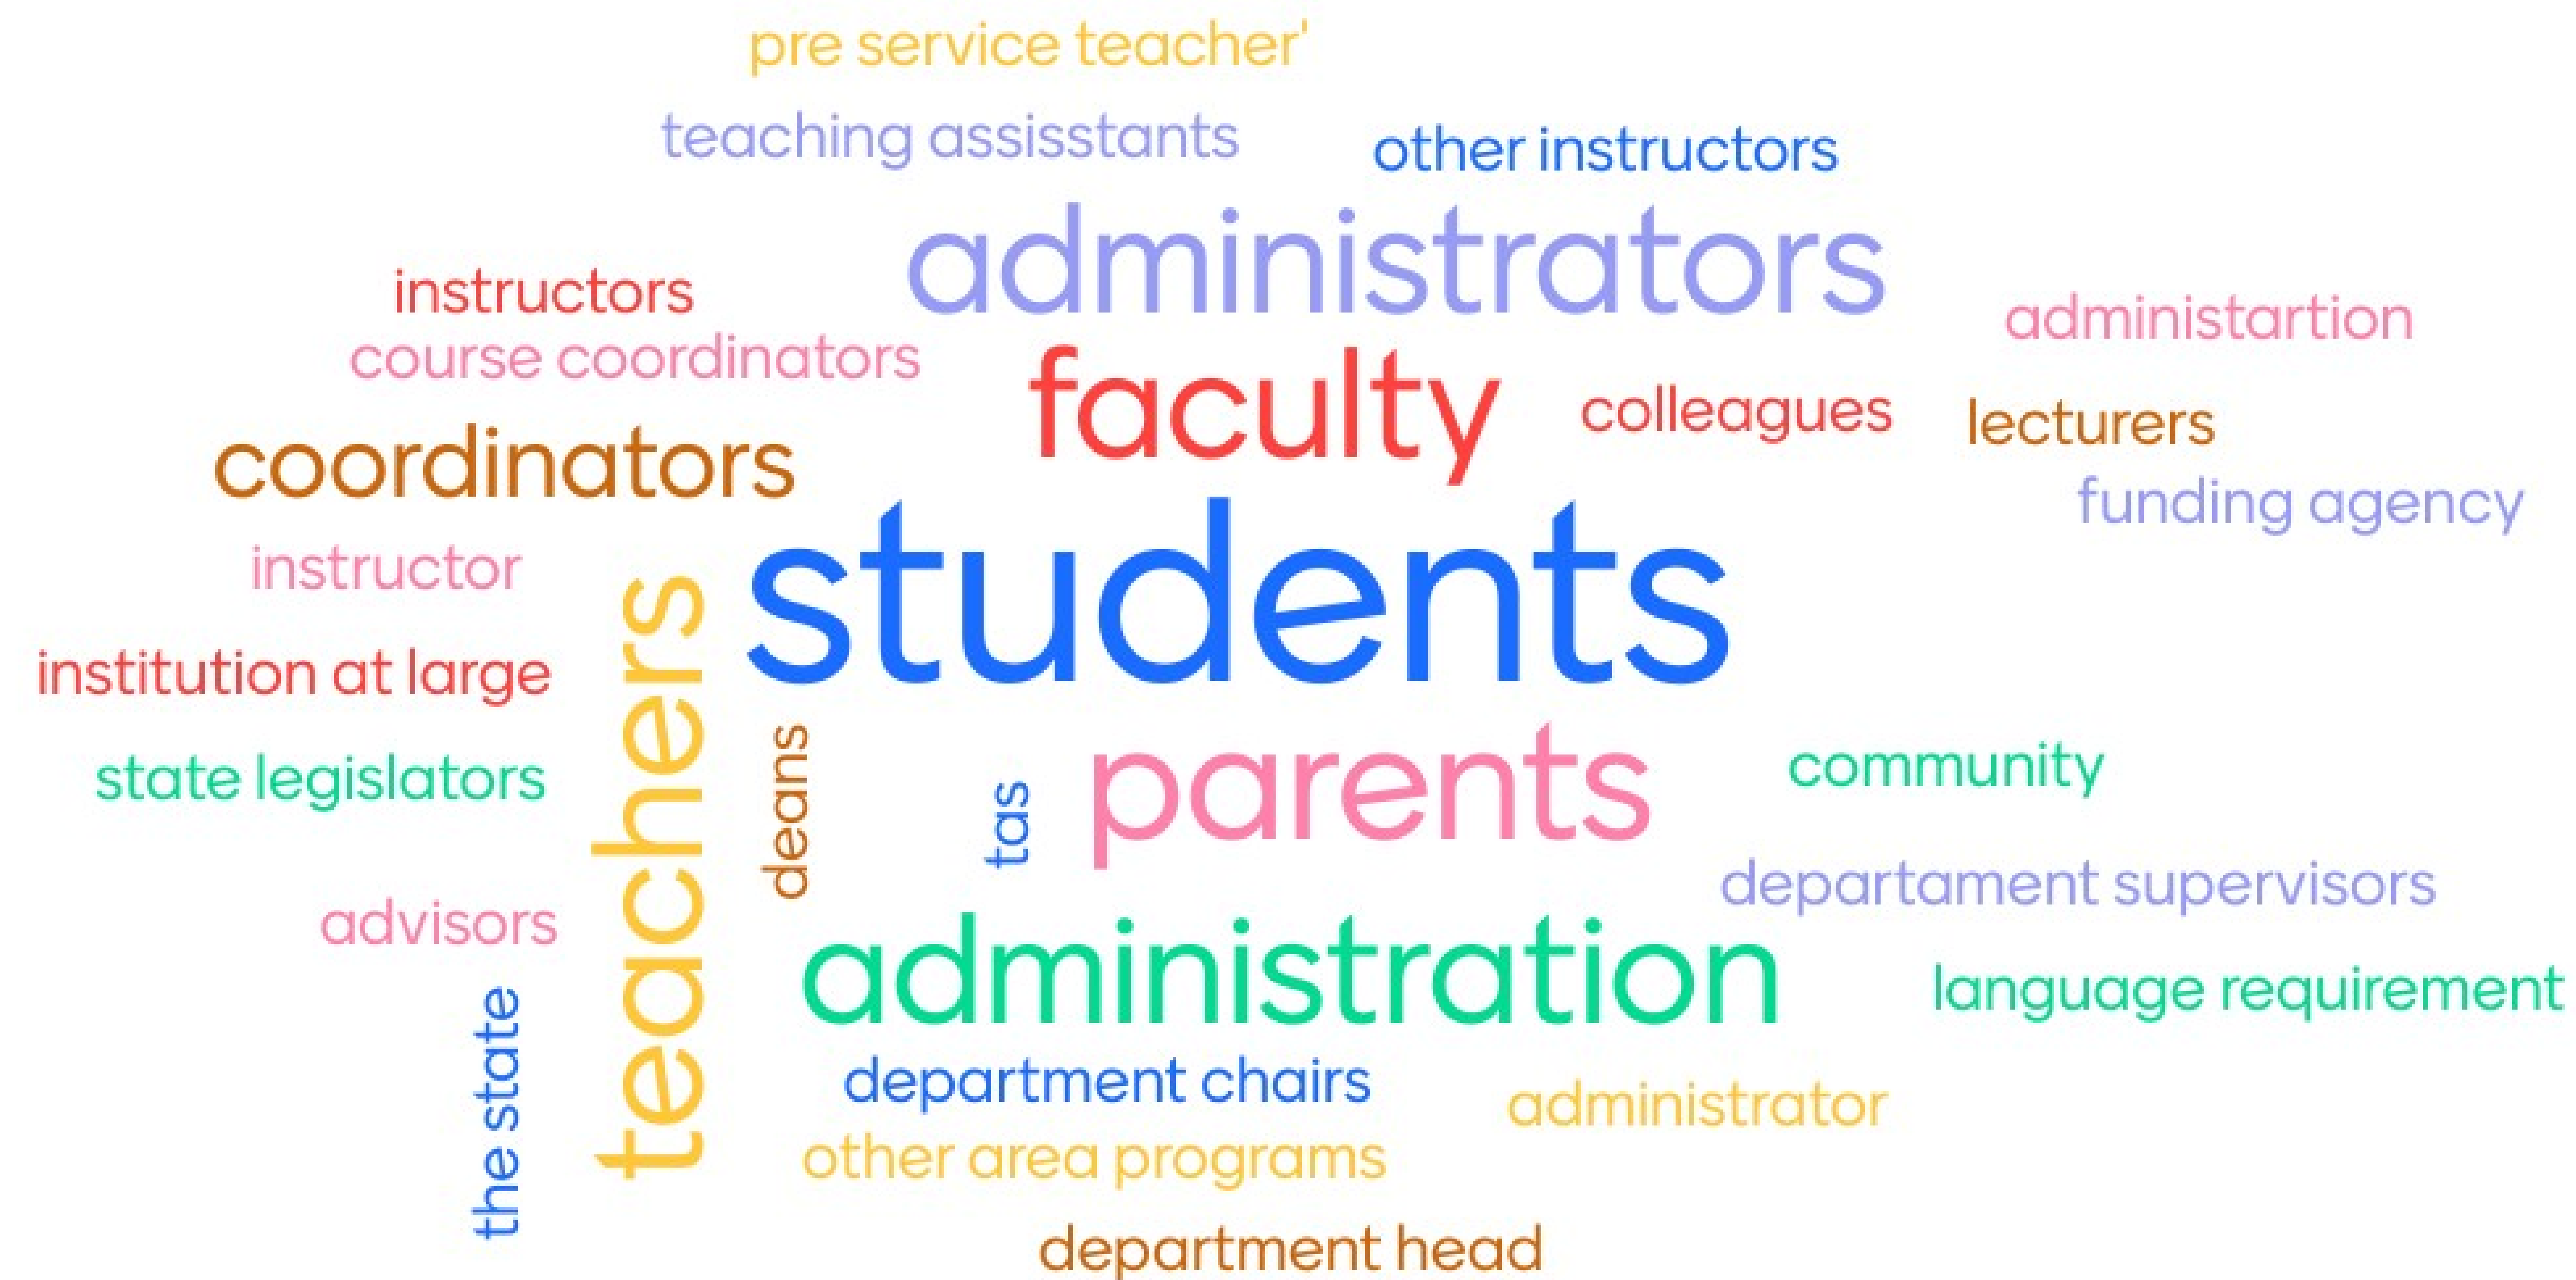 pre service teacher'
teaching assisstants
other instructors
administrators
instructors
administartion
course coordinators
faculty
colleagues
lecturers
coordinators
funding agency
students
instructor
teachers
institution at large
deans
tas
parents
community
state legislators
departament supervisors
advisors
administration
language requirement
the state
department chairs
administrator
other area programs
department head